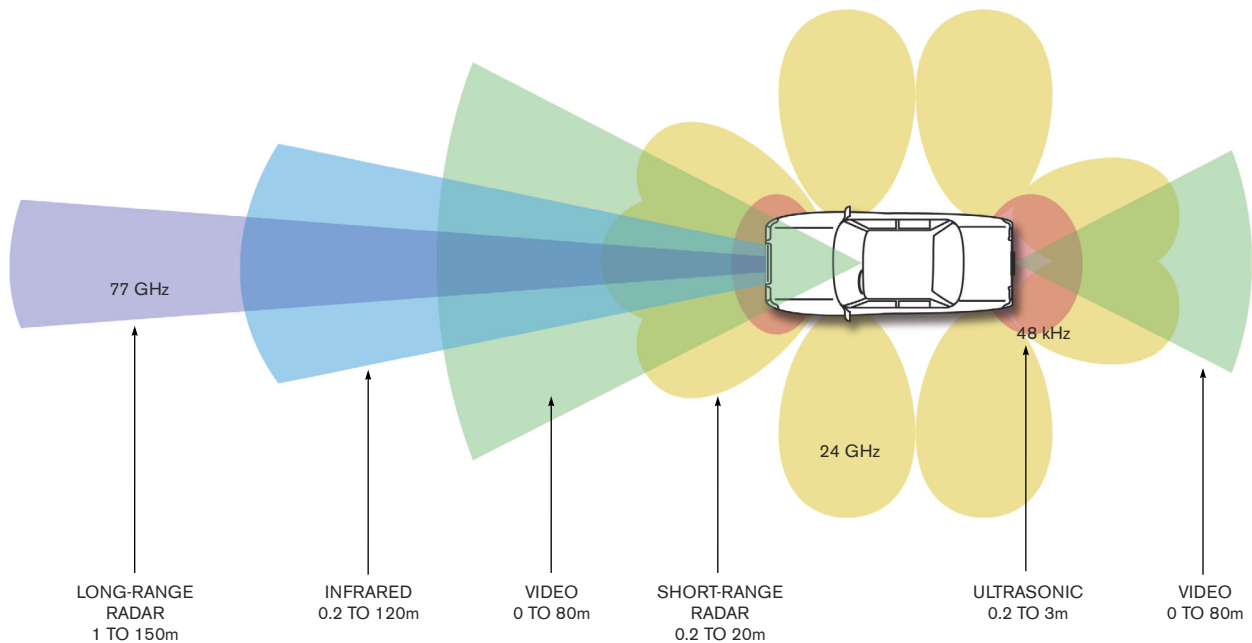 77 GHz
48 kHz
24 GHz
LONG-RANGE
RADAR
1 TO 150m
INFRARED
0.2 TO 120m
VIDEO
0 TO 80m
SHORT-RANGE
RADAR
0.2 TO 20m
ULTRASONIC
0.2 TO 3m
VIDEO
0 TO 80m